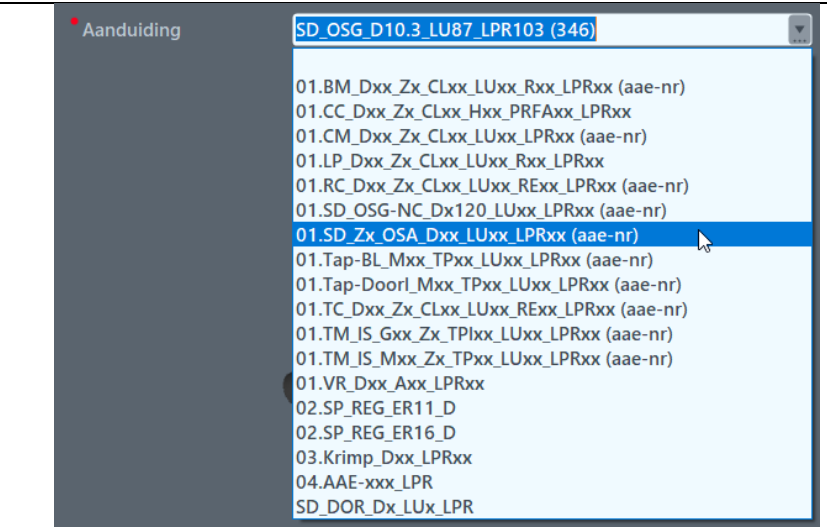 Aanduiding
SD_OSG_D10.3_LU87_LPR103 (346)
01.BM_Dxx_Zx_CLxx_LUxx_Rxx_LPRxx (aae-nr)
01.CC_Dxx_Zx_CLxx_Hxx_PRFAxx_LPRxx
01.CM_Dxx_Zx_CLxx_LUxx_LPRxx (aae-nr)
01.LP_Dxx_Zx_CLxx_LUxx_Rxx_LPRxx
01.RC_Dxx_Zx_CLxx_LUxx_RExx_LPRxx (aae-nr)
01.SD_OSG-NC_Dx120_LUxx_LPRxx (aae-nr)
01.SD_Zx_OSA_Dxx_LUxx_LPRxx (aae-nr)
01.Tap-BL_Mxx_TPxx_LUxx_LPRxx (aae-nr)
01.Tap-Doorl_Mxx_TPxx_LUxx_LPRxx (aae-nr)
01.TC_Dxx_Zx_CLxx_LUxx_RExx_LPRxx (aae-nr)
01.TM_IS_Gxx_Zx_TPIxx_LUxx_LPRxx (aae-nr)
01.TM_IS_Mxx_Zx_TPxx_LUxx_LPRxx (aae-nr)
01.VR_Dxx_Axx_LPRxx
02.SP_REG_ER11_D
02.SP_REG_ER16_D
03.Krimp_Dxx_LPRxx
04.AAE-xxx_LPR
SD_DOR_Dx_LUx_LPR